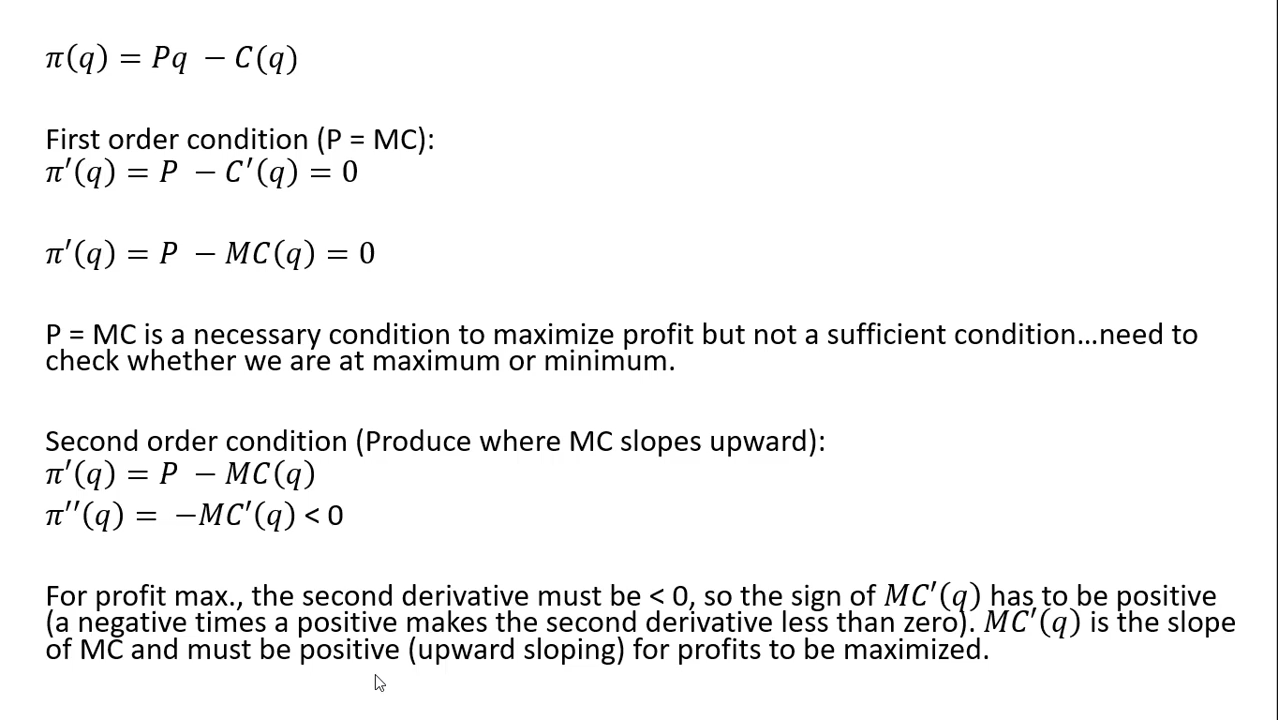 π(q) = Pq − C(q)
First order condition (P = MC):
π′(q) = P − C′(q) = 0
π′(q) = P − MC(q) = 0
P = MC is a necessary condition to maximize profit but not a sufficient condition…need to
check whether we are at maximum or minimum.
Second order condition (Produce where MC slopes upward):
π′(q) = P − MC(q)
π′′(q) = −MC′(q) < 0
For profit max., the second derivative must be < 0, so the sign of MC′(q) has to be positive
(a negative times a positive makes the second derivative less than zero). MC′(q) is the slope
of MC and must be positive (upward sloping) for profits to be maximized.